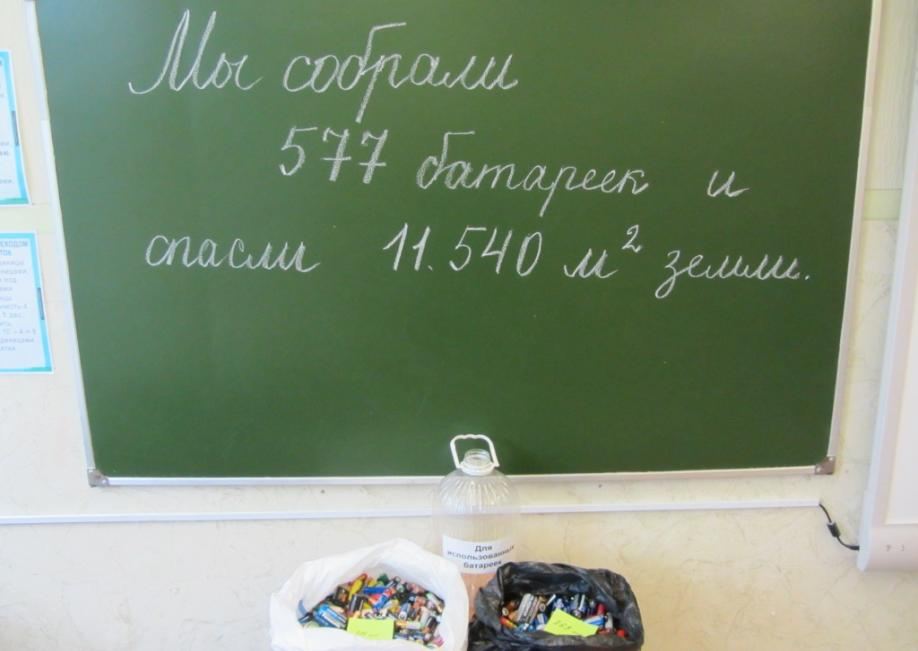 Мы собрали
577 батареек и
спасли 11.540 м² земли.
Для
использованных
батареек